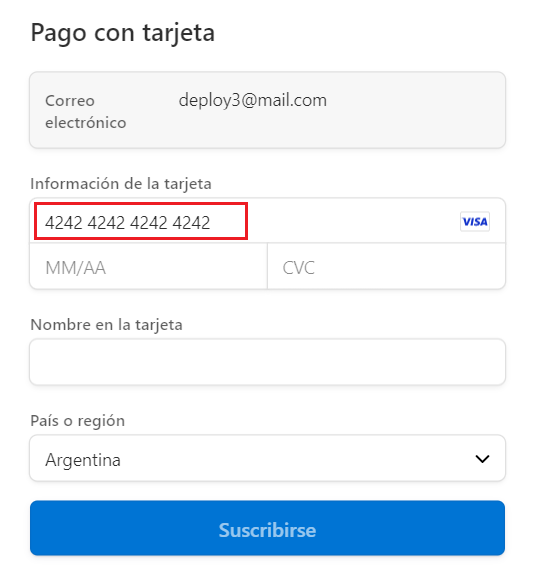 Pago con tarjeta
Correo electrónico
deploy3@mail.com
Información de la tarjeta
4242 4242 4242 4242 VISA
MM/AA CVC
Nombre en la tarjeta
País o región
Argentina
Suscribirse